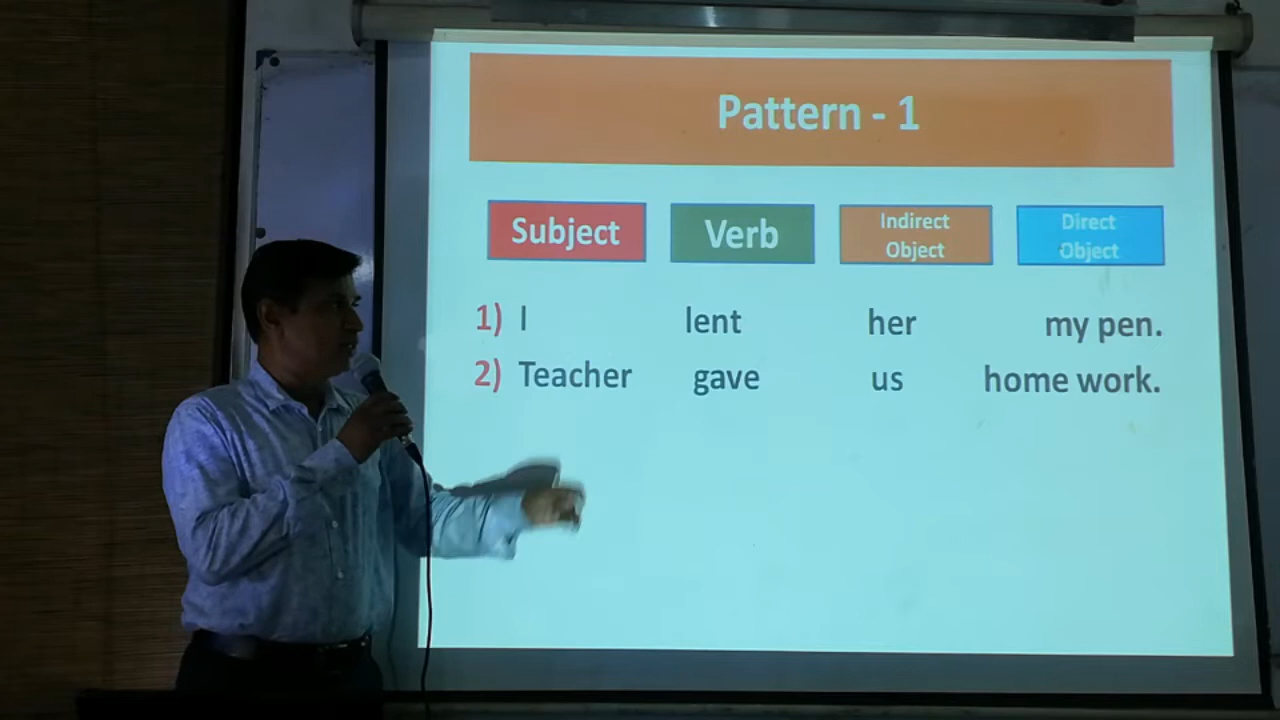 Pattern - 1
Subject Verb Indirect Object Direct Object
1) I lent her my pen.
2) Teacher gave us home work.